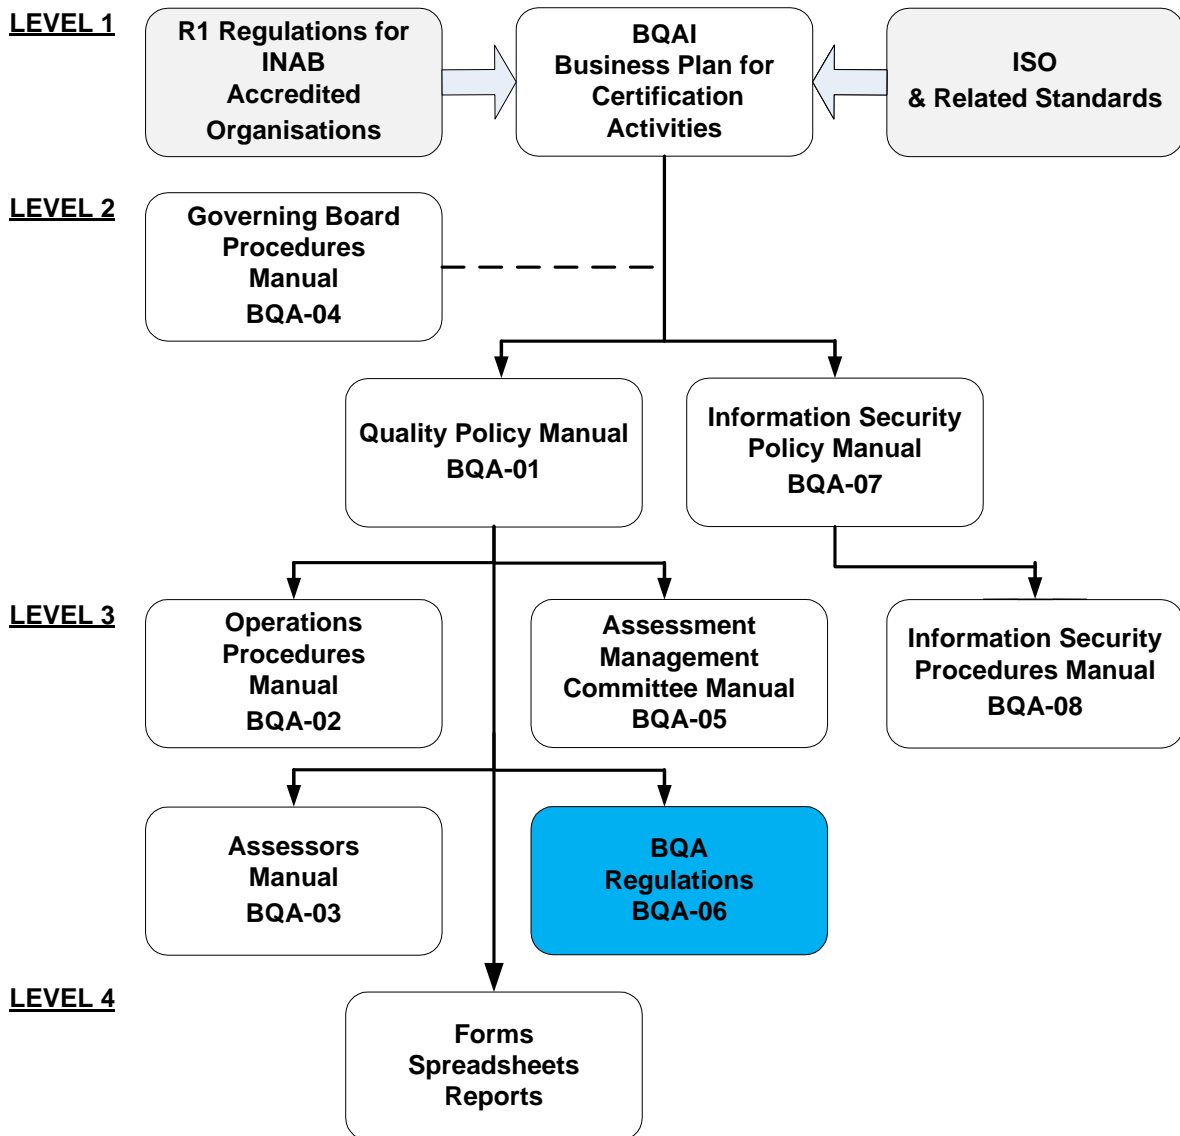 LEVEL 1
R1 Regulations for
INAB
Accredited
Organisations
BQAI
Business Plan for
Certification
Activities
ISO
& Related Standards
LEVEL 2
Governing Board
Procedures
Manual
BQA-04
Quality Policy Manual
BQA-01
Information Security
Policy Manual
BQA-07
LEVEL 3
Operations
Procedures
Manual
BQA-02
Assessment
Management
Committee Manual
BQA-05
Information Security
Procedures Manual
BQA-08
Assessors
Manual
BQA-03
BQA
Regulations
BQA-06
LEVEL 4
Forms
Spreadsheets
Reports